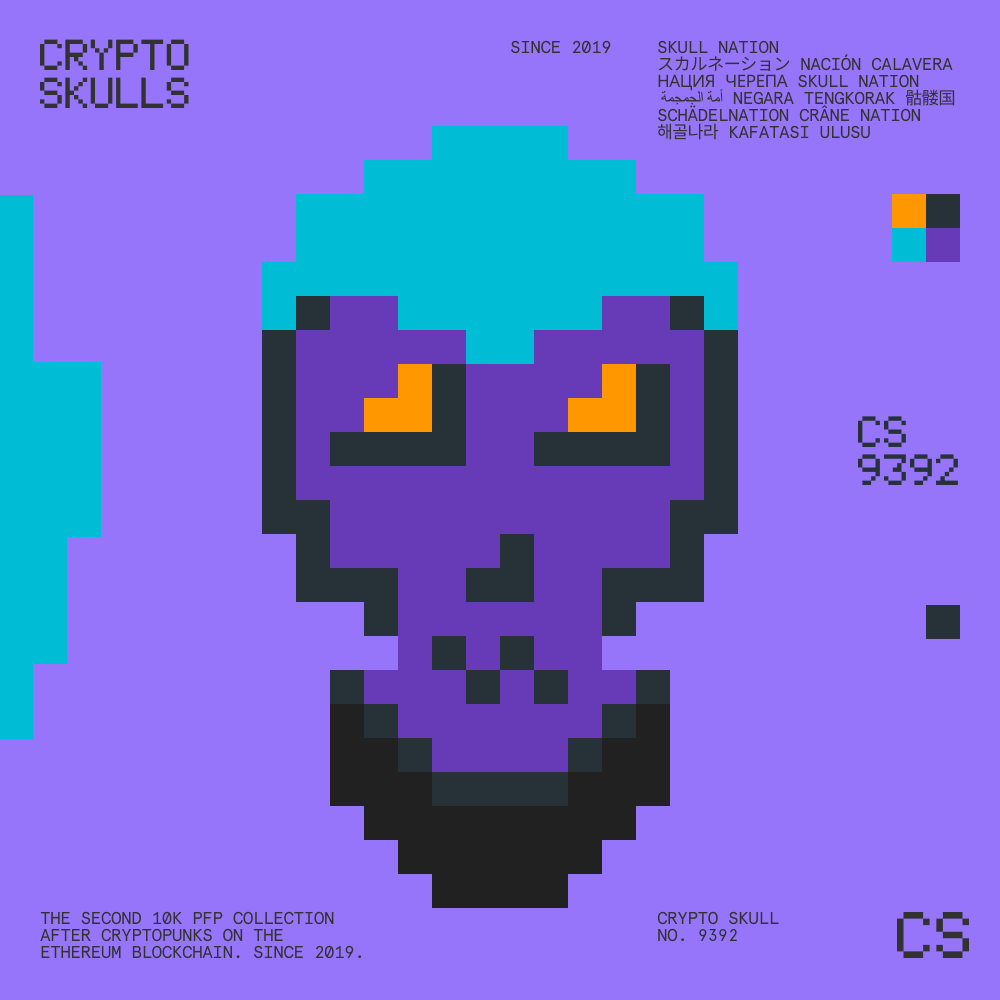 CRYPTO
SKULLS
SINCE 2019
SKULL NATION
スカルネーション NACIÓN CALAVERA
НАЦИЯ ЧЕРЕПА SKULL NATION
أمة الجمجمة NEGARA TENGKORAK 骷髅国
SCHÄDELNATION CRÂNE NATION
해골나라 KAFATASI ULUSU
CS
9392
THE SECOND 10K PFP COLLECTION
AFTER CRYPTOPUNKS ON THE
ETHEREUM BLOCKCHAIN. SINCE 2019.
CRYPTO SKULL
NO. 9392
CS